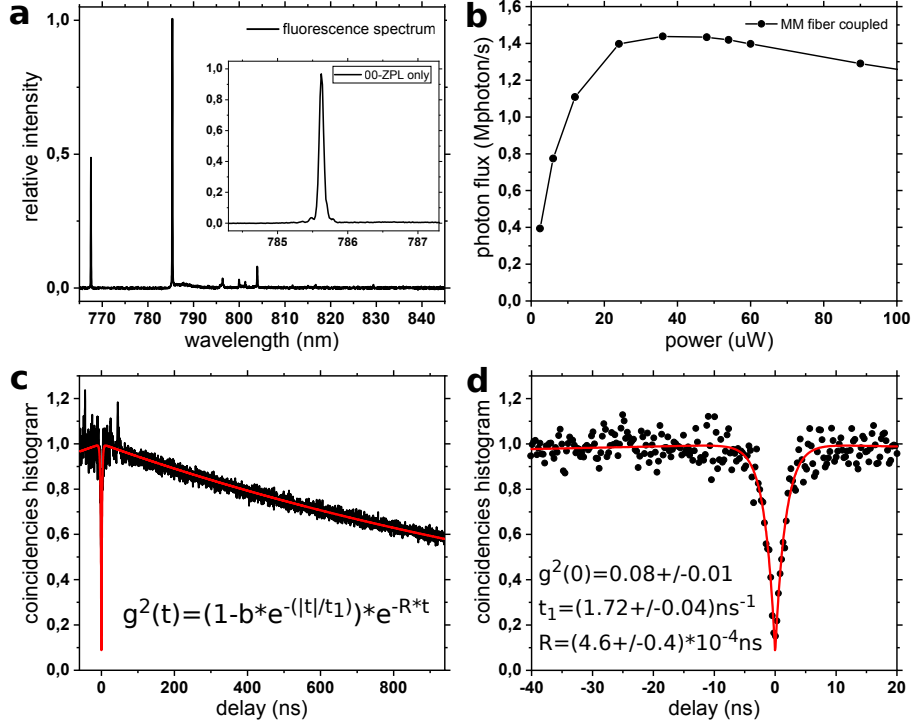 a
fluorescence spectrum
1,0
0,5
0,0
relative intensity
00-ZPL only
1,0
0,8
0,6
0,4
0,2
0,0
785 786 787
770 780 790 800 810 820 830 840
wavelength (nm)
b
MM fiber coupled
1,6
1,4
1,2
1,0
0,8
0,6
0,4
0,2
0,0
photon flux (Mphoton/s)
0 20 40 60 80 100
power (uW)
c
1,2
1,0
0,8
0,6
0,4
0,2
0,0
coincidencies histogram
g²(t)=(1-b*e^-(|t|/t₁))*e^-R*t
0 200 400 600 800
delay (ns)
d
1,2
1,0
0,8
0,6
0,4
0,2
0,0
coincidencies histogram
g²(0)=0.08+/-0.01
t₁=(1.72+/-0.04)ns⁻¹
R=(4.6+/-0.4)*10⁻⁴ns
-40 -30 -20 -10 0 10 20
delay (ns)